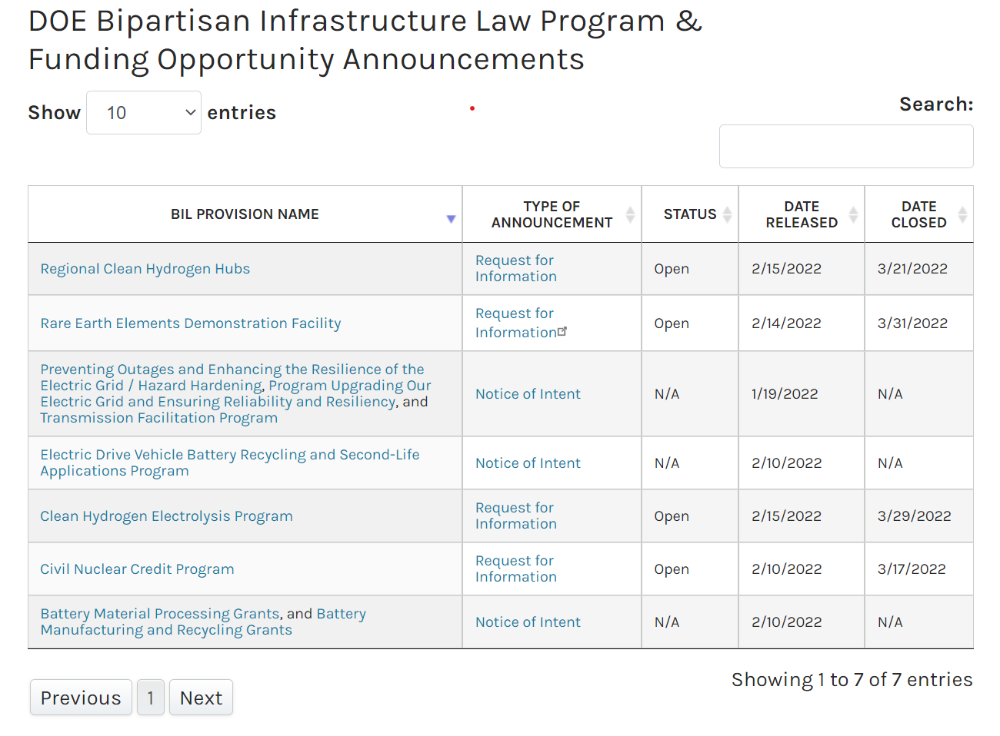 DOE Bipartisan Infrastructure Law Program &
Funding Opportunity Announcements
Show 10 entries
Search:
BIL PROVISION NAME
TYPE OF
ANNOUNCEMENT
STATUS
DATE
RELEASED
DATE
CLOSED
Regional Clean Hydrogen Hubs
Request for
Information
Open
2/15/2022
3/21/2022
Rare Earth Elements Demonstration Facility
Request for
Information
Open
2/14/2022
3/31/2022
Preventing Outages and Enhancing the Resilience of the
Electric Grid / Hazard Hardening, Program Upgrading Our
Electric Grid and Ensuring Reliability and Resiliency, and
Transmission Facilitation Program
Notice of Intent
N/A
1/19/2022
N/A
Electric Drive Vehicle Battery Recycling and Second-Life
Applications Program
Notice of Intent
N/A
2/10/2022
N/A
Clean Hydrogen Electrolysis Program
Request for
Information
Open
2/15/2022
3/29/2022
Civil Nuclear Credit Program
Request for
Information
Open
2/10/2022
3/17/2022
Battery Material Processing Grants, and Battery
Manufacturing and Recycling Grants
Notice of Intent
N/A
2/10/2022
N/A
Showing 1 to 7 of 7 entries
Previous 1 Next